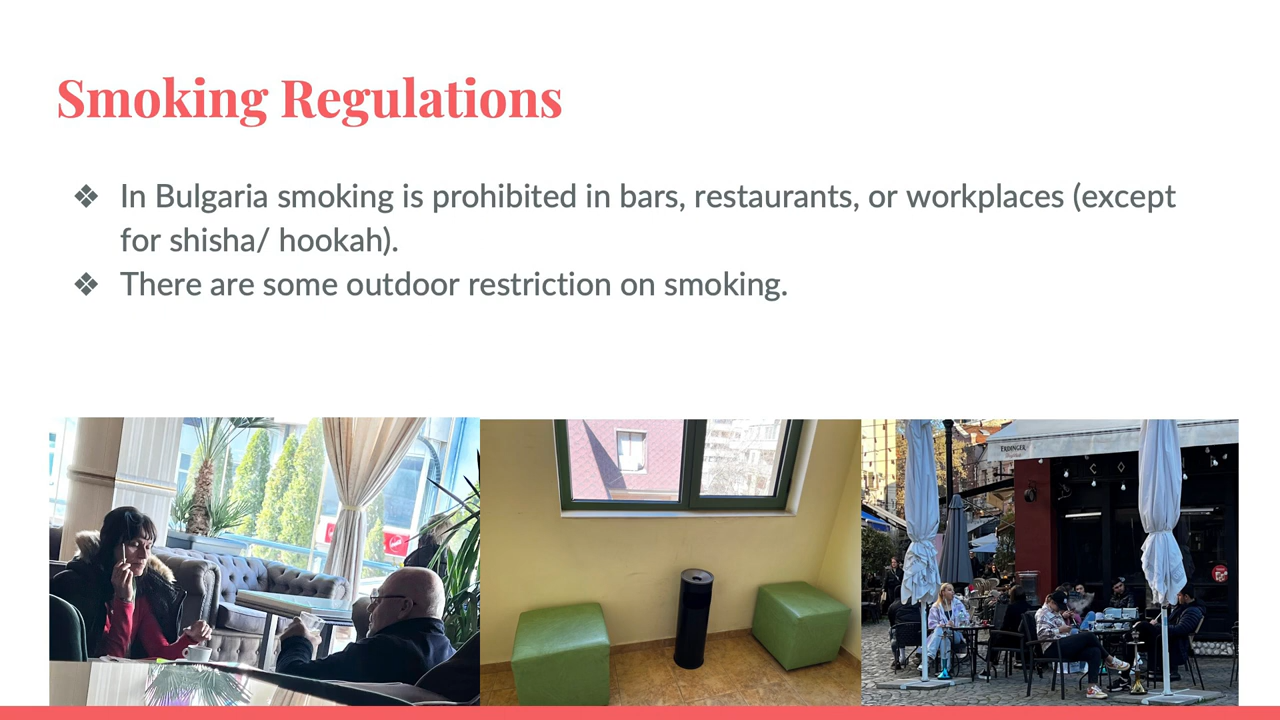 Smoking Regulations
❖ In Bulgaria smoking is prohibited in bars, restaurants, or workplaces (except
for shisha/ hookah).
❖ There are some outdoor restriction on smoking.
ERDINGER